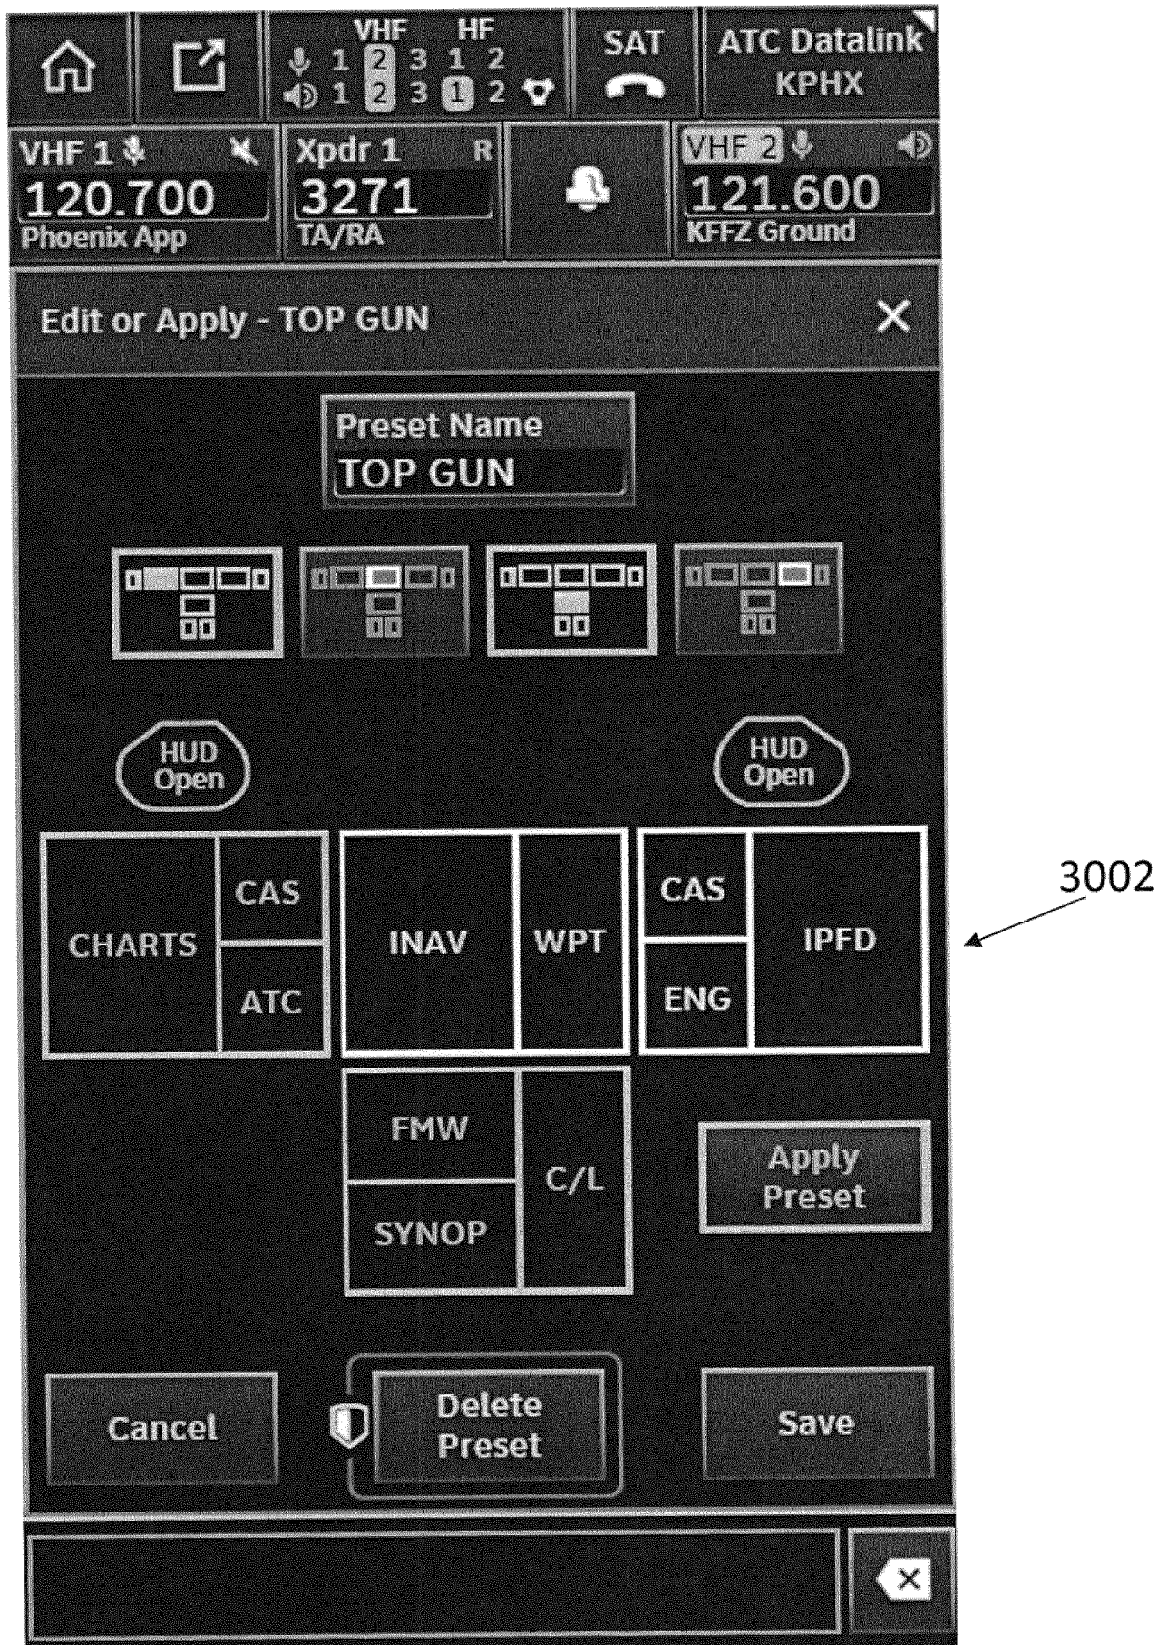 VHF HF
1 2 3 1 2
1 2 3 1 2
SAT
ATC Datalink
KPHX
VHF 1
120.700
Phoenix App
Xpdr 1 R
3271
TA/RA
VHF 2
121.600
KFFZ Ground
Edit or Apply - TOP GUN
Preset Name
TOP GUN
HUD
Open
HUD
Open
CHARTS
CAS
ATC
INAV
WPT
CAS
ENG
IPFD
3002
FMW
SYNOP
C/L
Apply
Preset
Cancel
Delete
Preset
Save